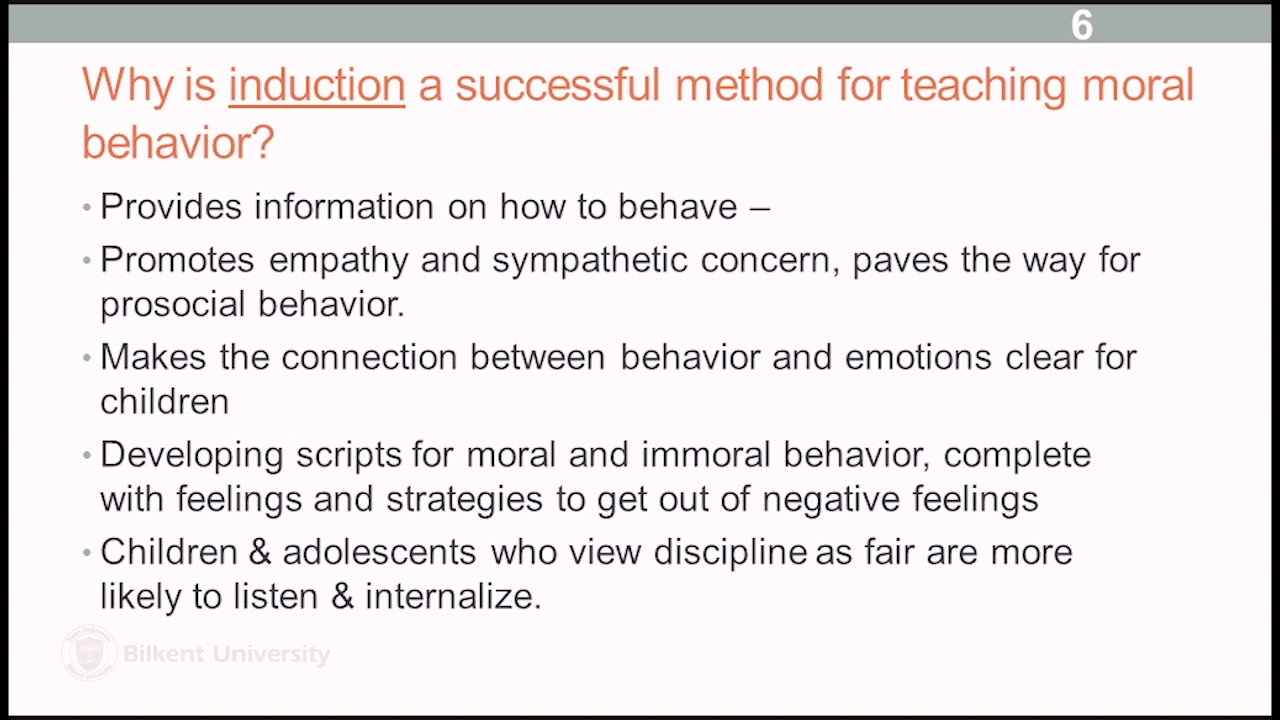 6
Why is induction a successful method for teaching moral
behavior?
• Provides information on how to behave –
• Promotes empathy and sympathetic concern, paves the way for
prosocial behavior.
• Makes the connection between behavior and emotions clear for
children
• Developing scripts for moral and immoral behavior, complete
with feelings and strategies to get out of negative feelings
• Children & adolescents who view discipline as fair are more
likely to listen & internalize.
Bilkent University